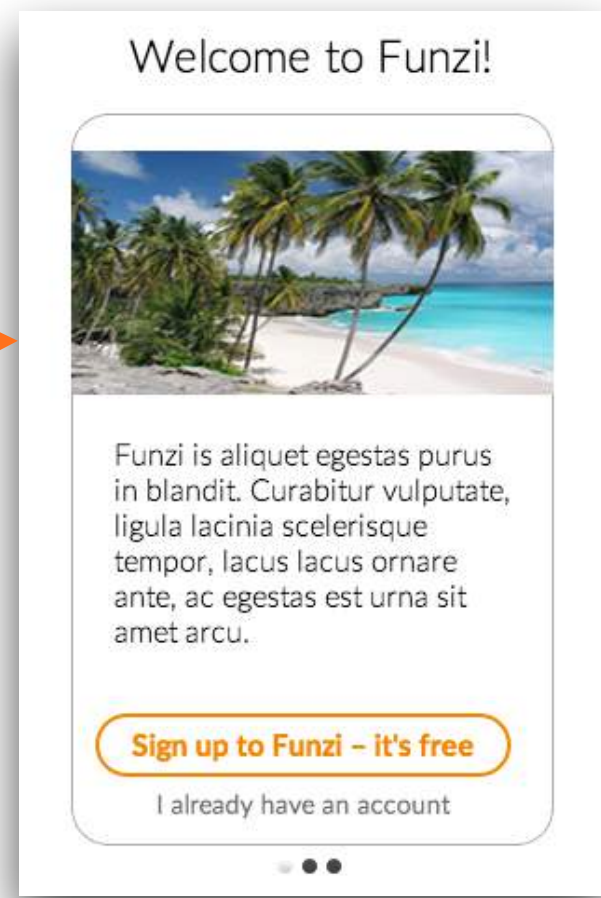 Welcome to Funzi!
Funzi is aliquet egestas purus
in blandit. Curabitur vulputate,
ligula lacinia scelerisque
tempor, lacus lacus ornare
ante, ac egestas est urna sit
amet arcu.
Sign up to Funzi – it's free
I already have an account